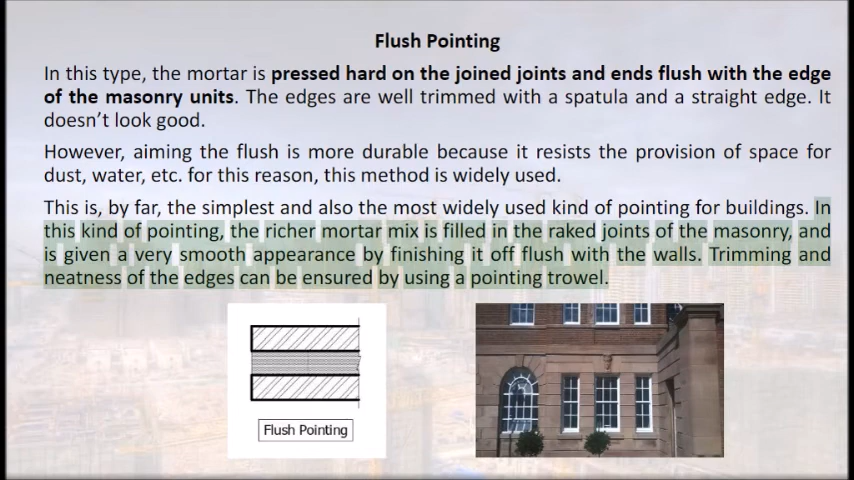 Flush Pointing
In this type, the mortar is pressed hard on the joined joints and ends flush with the edge
of the masonry units. The edges are well trimmed with a spatula and a straight edge. It
doesn't look good.
However, aiming the flush is more durable because it resists the provision of space for
dust, water, etc. for this reason, this method is widely used.
This is, by far, the simplest and also the most widely used kind of pointing for buildings. In
this kind of pointing, the richer mortar mix is filled in the raked joints of the masonry, and
is given a very smooth appearance by finishing it off flush with the walls. Trimming and
neatness of the edges can be ensured by using a pointing trowel.
Flush Pointing